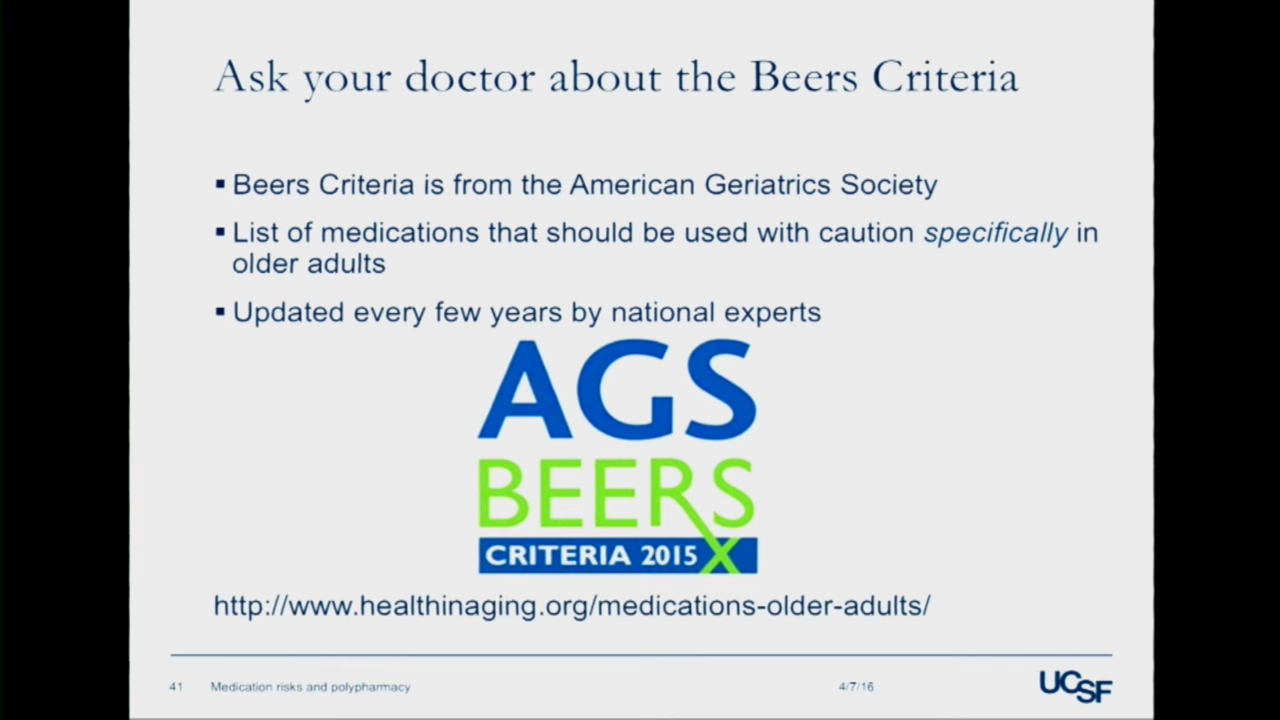 Ask your doctor about the Beers Criteria
▪ Beers Criteria is from the American Geriatrics Society
▪ List of medications that should be used with caution specifically in
older adults
▪ Updated every few years by national experts
AGS
BEERS
CRITERIA 2015
http://www.healthinaging.org/medications-older-adults/
41 Medication risks and polypharmacy 4/7/16 UCSF